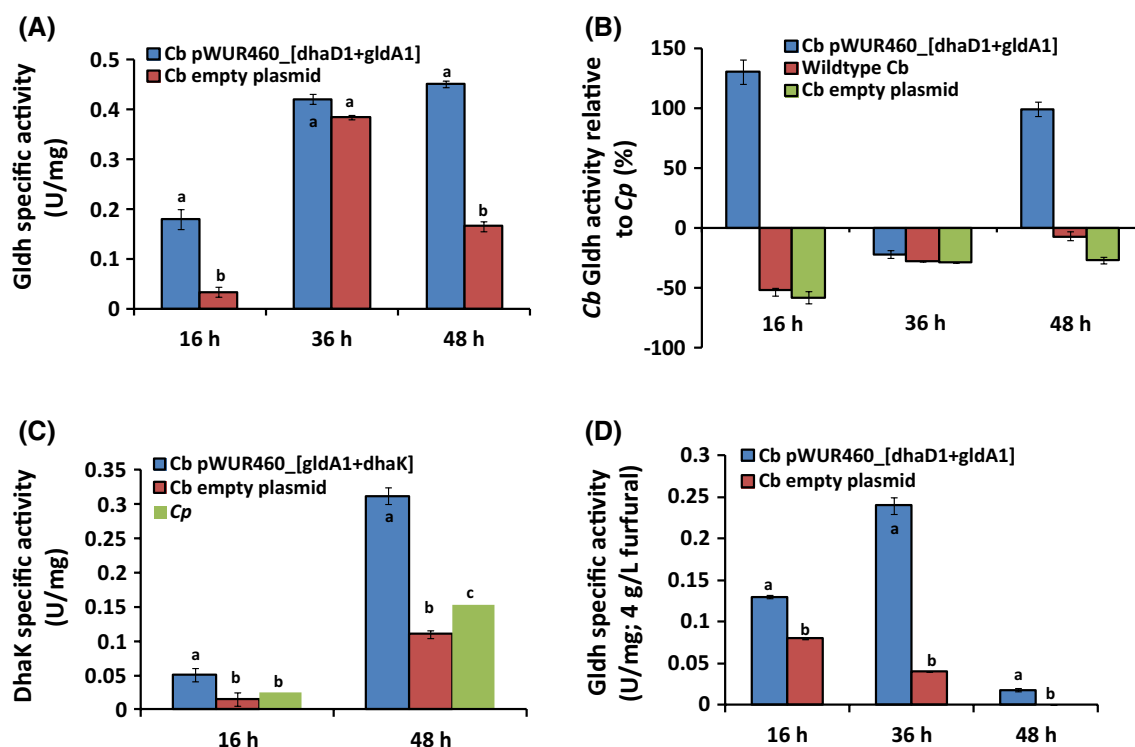 (A)
Cb pWUR460_[dhaD1+gldA1]
Cb empty plasmid
Gldh specific activity
(U/mg)
0.5
0.4
0.3
0.2
0.1
0
a
b
a
a
a
b
16 h
36 h
48 h
(B)
Cb pWUR460_[dhaD1+gldA1]
Wildtype Cb
Cb empty plasmid
Cb Gldh activity relative
to Cp (%)
150
100
50
0
-50
-100
16 h
36 h
48 h
(C)
Cb pWUR460_[gldA1+dhaK]
Cb empty plasmid
Cp
DhaK specific activity
(U/mg)
0.35
0.3
0.25
0.2
0.15
0.1
0.05
0
a
b
b
a
b
c
16 h
48 h
(D)
Cb pWUR460_[dhaD1+gldA1]
Cb empty plasmid
Gldh specific activity
(U/mg; 4 g/L furfural)
0.3
0.25
0.2
0.15
0.1
0.05
0
a
b
a
b
a
b
16 h
36 h
48 h